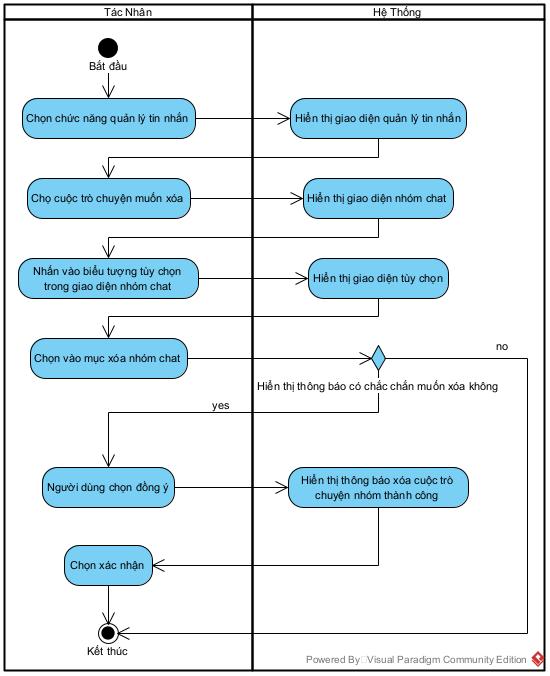 Tác Nhân
Hệ Thống
Bắt đầu
Chọn chức năng quản lý tin nhắn
Hiển thị giao diện quản lý tin nhắn
Chọ cuộc trò chuyện muốn xóa
Hiển thị giao diện nhóm chat
Nhấn vào biểu tượng tùy chọn
trong giao diện nhóm chat
Hiển thị giao diện tùy chọn
Chọn vào mục xóa nhóm chat
no
Hiển thị thông báo có chắc chắn muốn xóa không
yes
Người dùng chọn đồng ý
Hiển thị thông báo xóa cuộc trò
chuyện nhóm thành công
Chọn xác nhận
Kết thúc
Powered By Visual Paradigm Community Edition